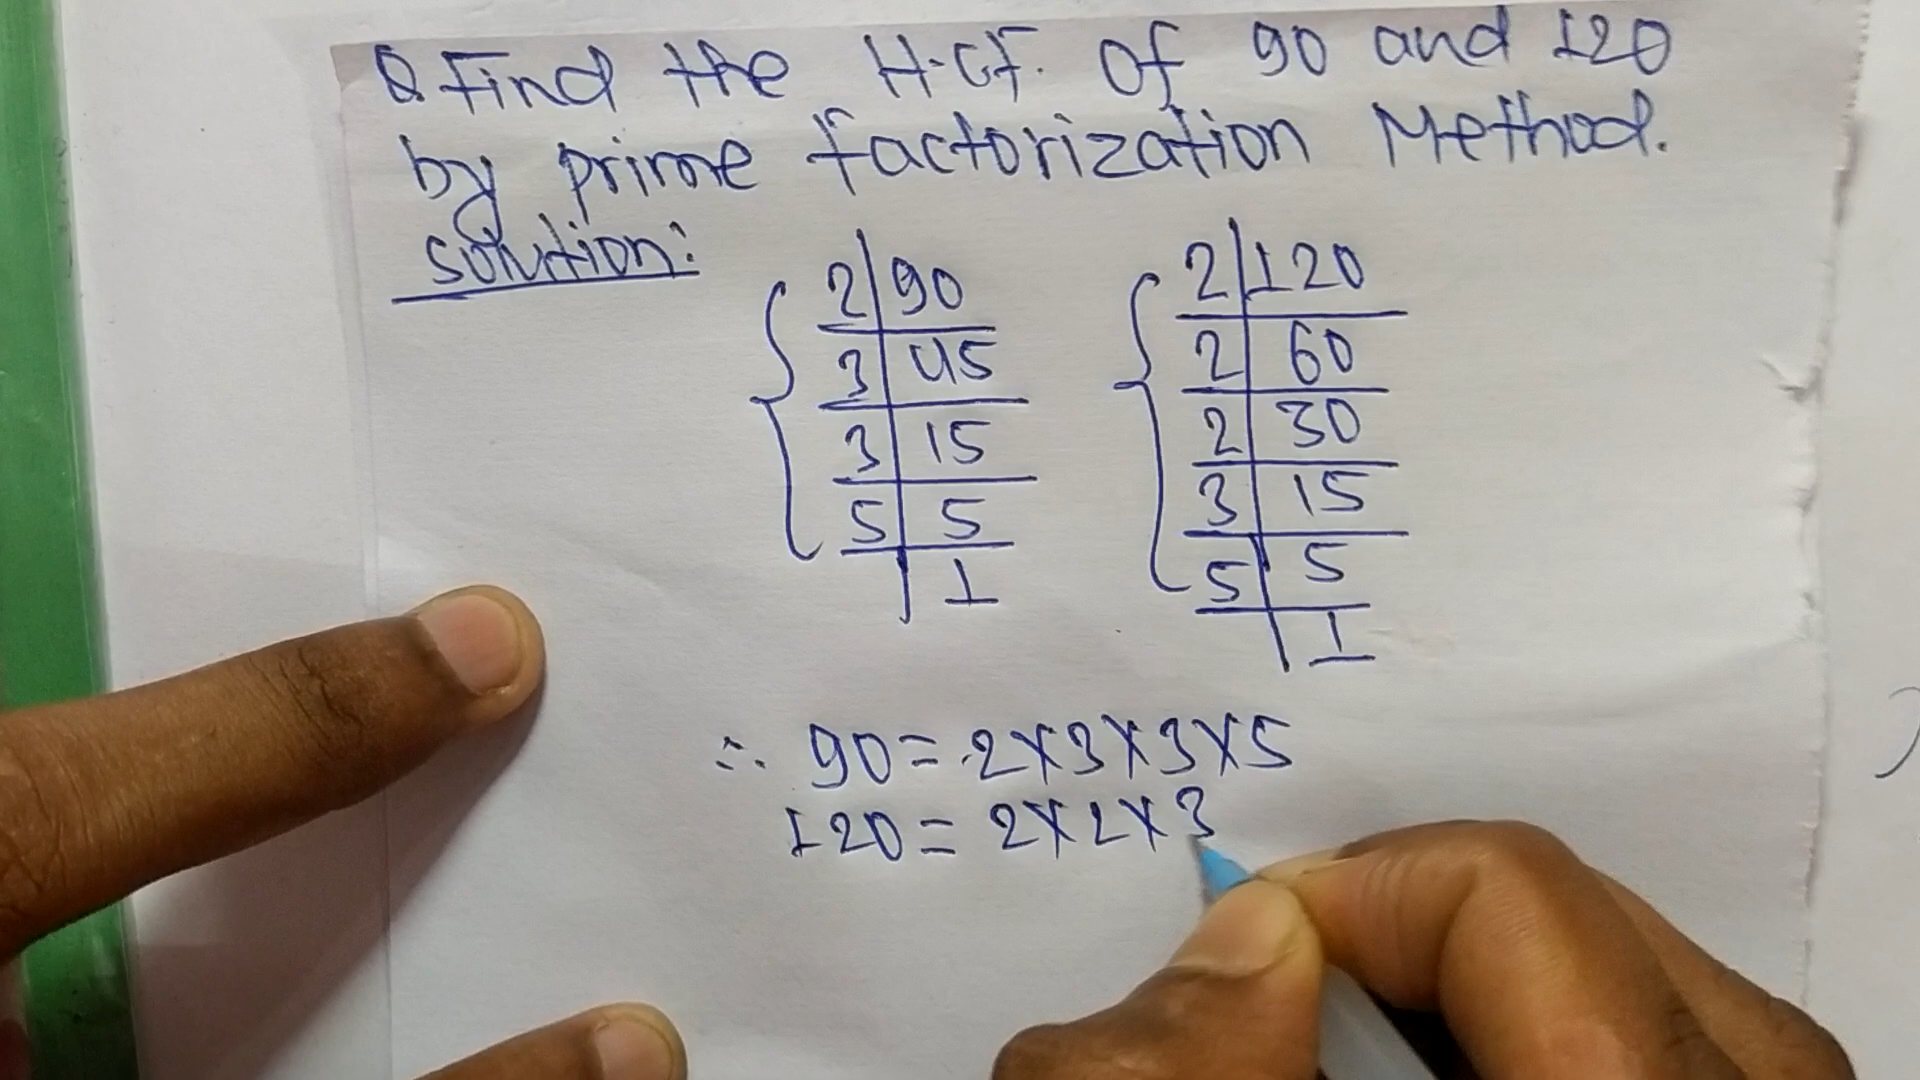 Q Find the H.C.F. of 90 and 120
by prime factorization Method.
solution:
2 | 90
3 | 45
3 | 15
5 | 5
| 1
2 | 120
2 | 60
2 | 30
3 | 15
5 | 5
| 1
∴ 90 = 2×3×3×5
120 = 2×2×3